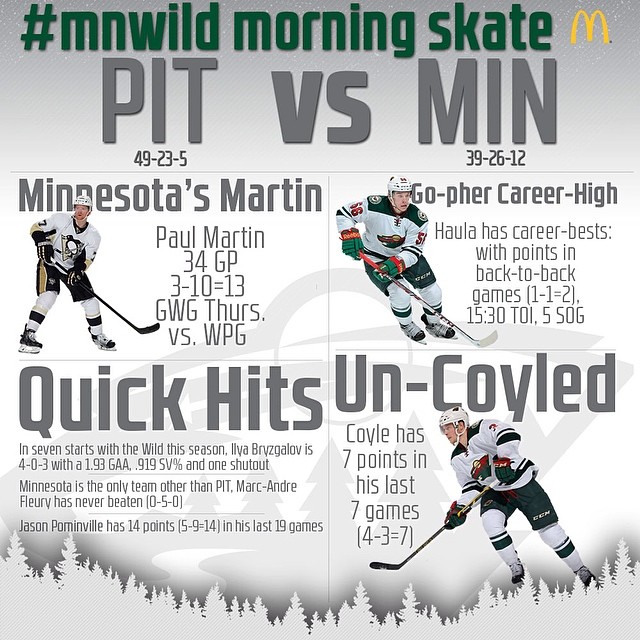 #mnwild morning skate
PIT vs MIN
49-23-5
39-26-12
Minnesota's Martin
Paul Martin
34 GP
3-10=13
GWG Thurs.
vs. WPG
Go-pher Career-High
Haula has career-bests:
with points in
back-to-back
games (1-1=2),
15:30 TOI, 5 SOG
Quick Hits
In seven starts with the Wild this season, Ilya Bryzgalov is
4-0-3 with a 1.93 GAA, .919 SV% and one shutout
Minnesota is the only team other than PIT, Marc-Andre
Fleury has never beaten (0-5-0)
Jason Pominville has 14 points (5-9=14) in his last 19 games
Un-Coyled
Coyle has
7 points in
his last
7 games
(4-3=7)